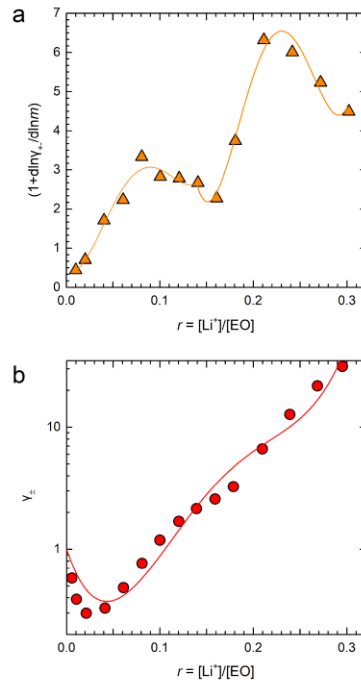 a
7
6
5
4
3
2
1
0
(1+dlnγ+-/dlnm)
0.0 0.1 0.2 0.3
r = [Li+]/[EO]
b
10
1
γ±
0.0 0.1 0.2 0.3
r = [Li+]/[EO]